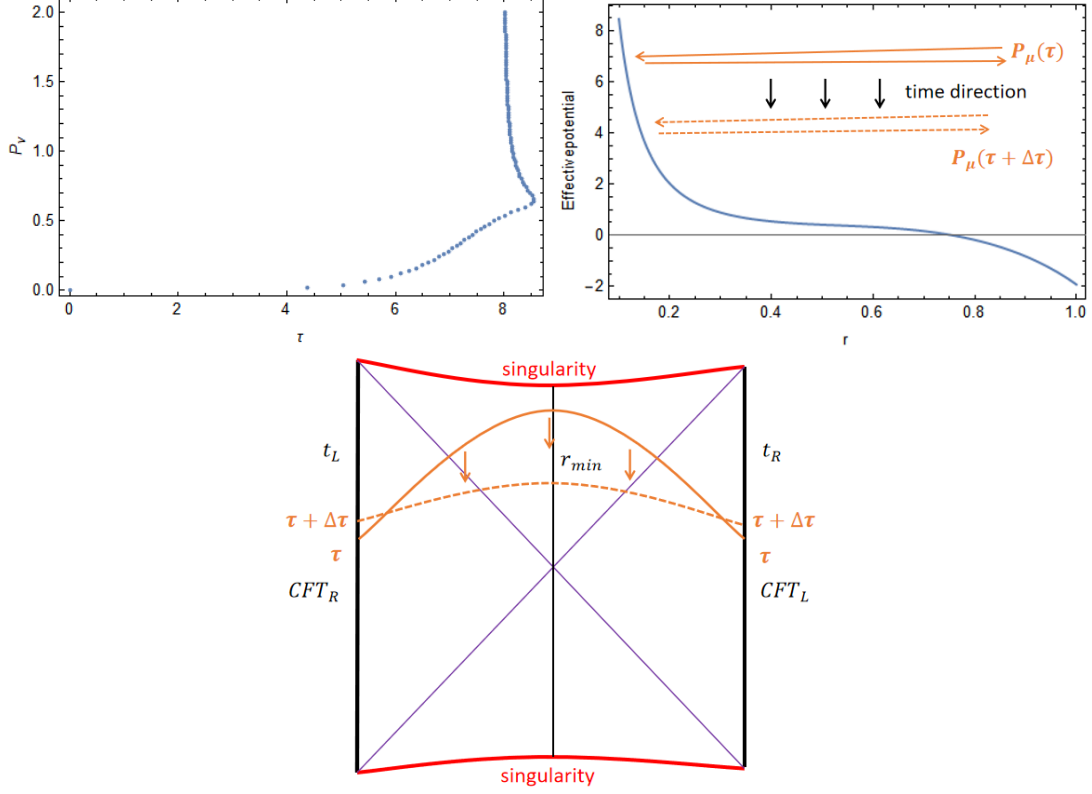 2.0
1.5
1.0
0.5
0.0
P_v
0 2 4 6 8
τ
8
6
4
2
0
−2
Effective epotential
P_μ(τ)
time direction
P_μ(τ + Δτ)
0.2 0.4 0.6 0.8 1.0
r
singularity
t_L
r_min
t_R
τ + Δτ
τ + Δτ
τ
τ
CFT_R
CFT_L
singularity